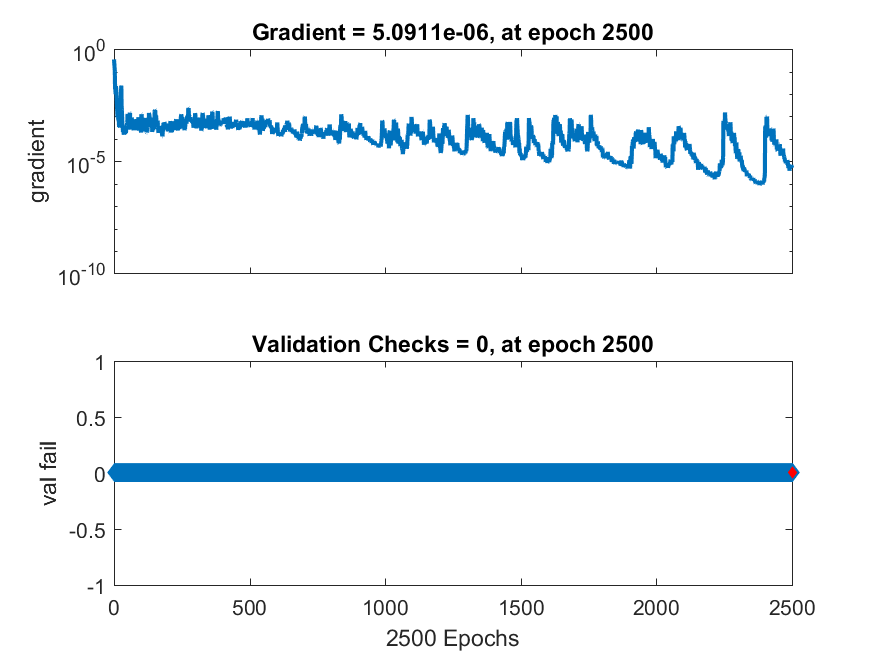 Gradient = 5.0911e-06, at epoch 2500
10^0
10^-5
10^-10
gradient
Validation Checks = 0, at epoch 2500
1
0.5
0
-0.5
-1
val fail
0 500 1000 1500 2000 2500
2500 Epochs